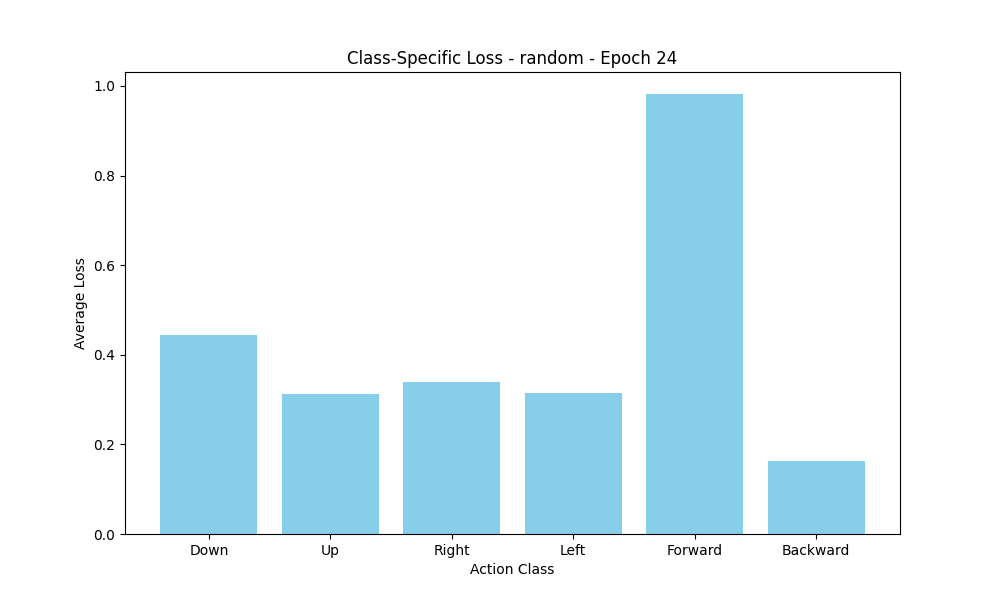 Class-Specific Loss - random - Epoch 24
1.0
0.8
0.6
0.4
0.2
0.0
Average Loss
Down Up Right Left Forward Backward
Action Class